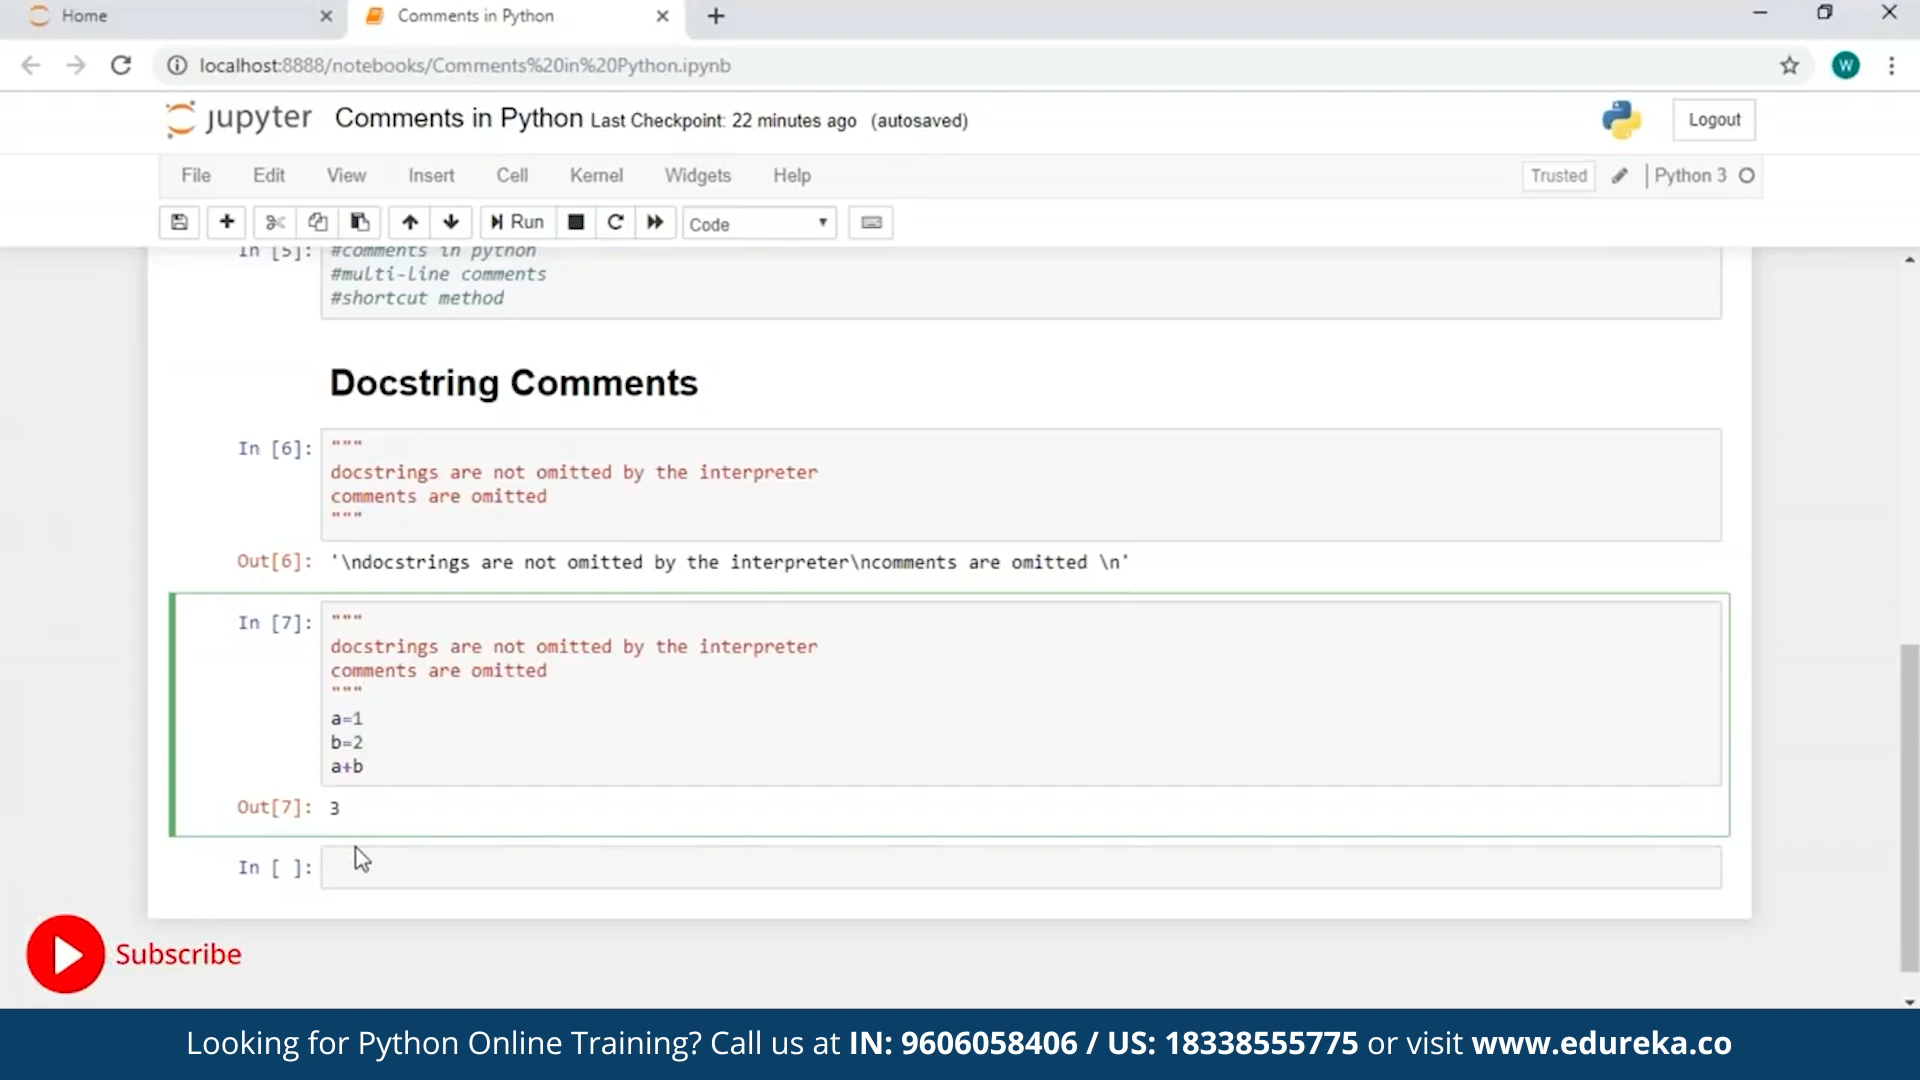 Home
Comments in Python
localhost:8888/notebooks/Comments%20in%20Python.ipynb
W
jupyter Comments in Python Last Checkpoint: 22 minutes ago (autosaved)
Logout
File Edit View Insert Cell Kernel Widgets Help
Trusted
Python 3
Run
Code
In [5]: #comments in python
#multi-line comments
#shortcut method
Docstring Comments
In [6]: """
docstrings are not omitted by the interpreter
comments are omitted
"""
Out[6]: '\ndocstrings are not omitted by the interpreter\ncomments are omitted \n'
In [7]: """
docstrings are not omitted by the interpreter
comments are omitted
"""
a=1
b=2
a+b
Out[7]: 3
In [ ]:
Subscribe
Looking for Python Online Training? Call us at IN: 9606058406 / US: 18338555775 or visit www.edureka.co